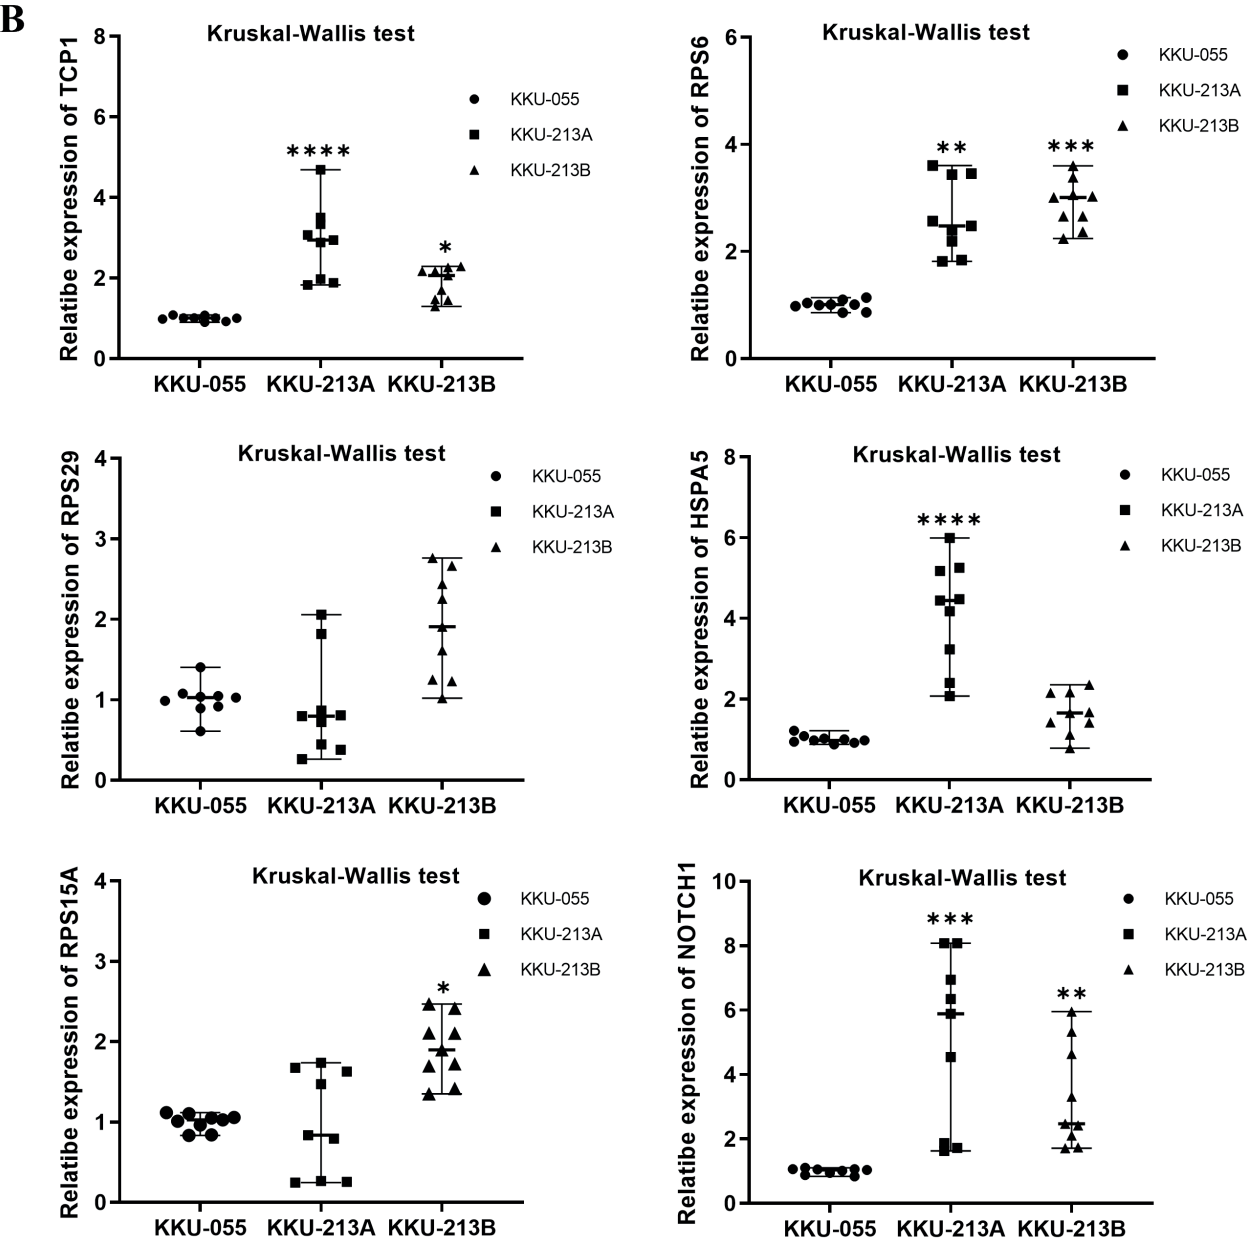 B
Kruskal-Wallis test
Relatibe expression of TCP1
8
6
4
2
0
****
*
KKU-055
KKU-213A
KKU-213B
KKU-055 KKU-213A KKU-213B
Kruskal-Wallis test
Relatibe expression of RPS6
6
4
2
0
**
***
KKU-055
KKU-213A
KKU-213B
KKU-055 KKU-213A KKU-213B
Kruskal-Wallis test
Relatibe expression of RPS29
4
3
2
1
0
KKU-055
KKU-213A
KKU-213B
KKU-055 KKU-213A KKU-213B
Kruskal-Wallis test
Relatibe expression of HSPA5
8
6
4
2
0
****
KKU-055
KKU-213A
KKU-213B
KKU-055 KKU-213A KKU-213B
Kruskal-Wallis test
Relatibe expression of RPS15A
4
3
2
1
0
*
KKU-055
KKU-213A
KKU-213B
KKU-055 KKU-213A KKU-213B
Kruskal-Wallis test
Relatibe expression of NOTCH1
10
8
6
4
2
0
***
**
KKU-055
KKU-213A
KKU-213B
KKU-055 KKU-213A KKU-213B